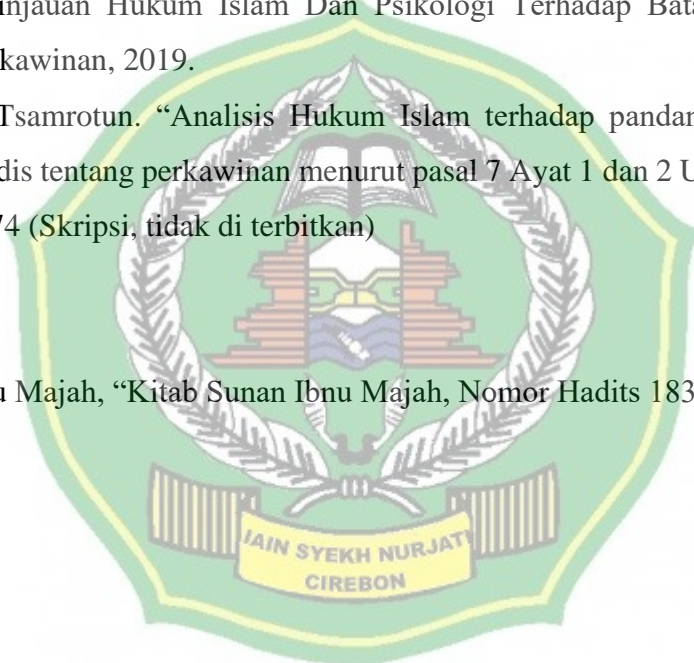 injauan Hukum Islam Dan Psikologi Terhadap Bata
kawinan, 2019.
Tsamrotun. “Analisis Hukum Islam terhadap pandan
dis tentang perkawinan menurut pasal 7 Ayat 1 dan 2 U
74 (Skripsi, tidak di terbitkan)
u Majah, “Kitab Sunan Ibnu Majah, Nomor Hadits 183
IAIN SYEKH NURJATI
CIREBON